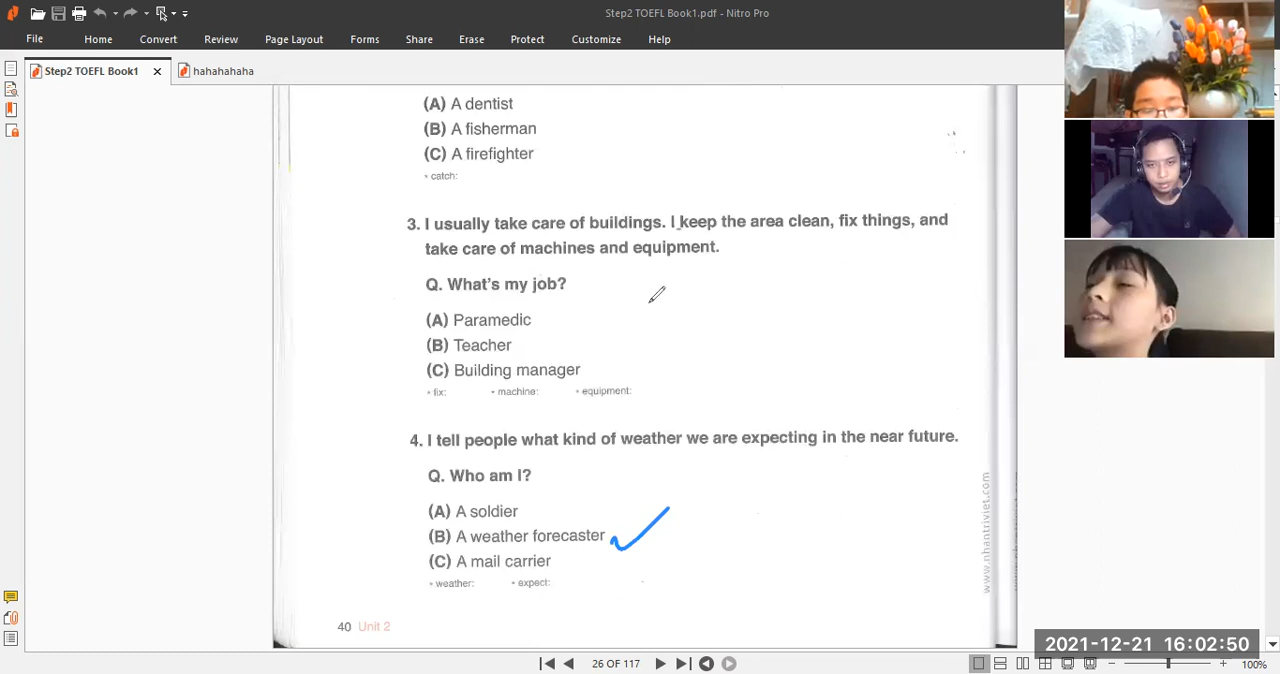 Step2 TOEFL Book1.pdf - Nitro Pro
File Home Convert Review Page Layout Forms Share Erase Protect Customize Help
Step2 TOEFL Book1 × hahahahaha
(A) A dentist
(B) A fisherman
(C) A firefighter
• catch:
3. I usually take care of buildings. I keep the area clean, fix things, and
take care of machines and equipment.
Q. What's my job?
(A) Paramedic
(B) Teacher
(C) Building manager
• fix: • machine: • equipment:
4. I tell people what kind of weather we are expecting in the near future.
Q. Who am I?
(A) A soldier
(B) A weather forecaster
(C) A mail carrier
• weather: • expect:
www.nhantriviet.com
40 Unit 2
2021-12-21 16:02:50
26 OF 117
100%